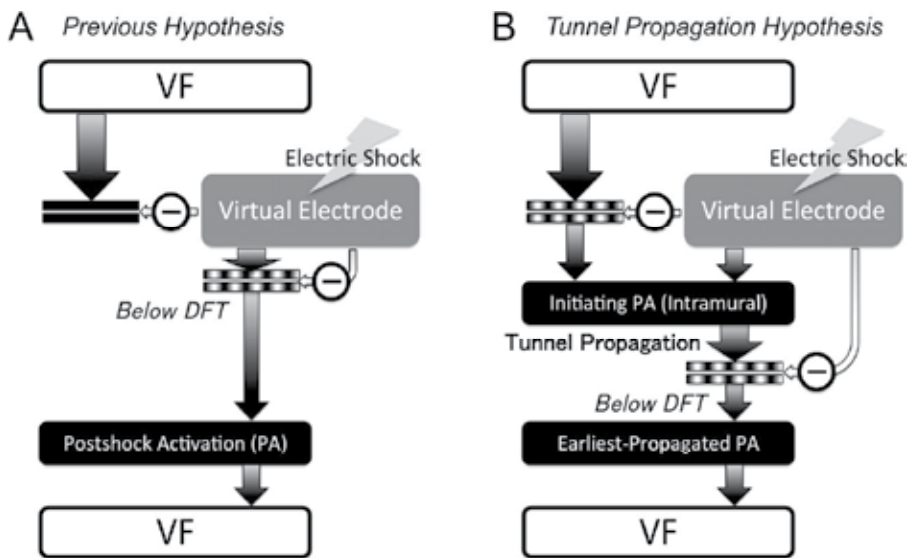 A Previous Hypothesis
VF
Electric Shock
Virtual Electrode
Below DFT
Postshock Activation (PA)
VF
B Tunnel Propagation Hypothesis
VF
Electric Shock
Virtual Electrode
Initiating PA (Intramural)
Tunnel Propagation
Below DFT
Earliest-Propagated PA
VF